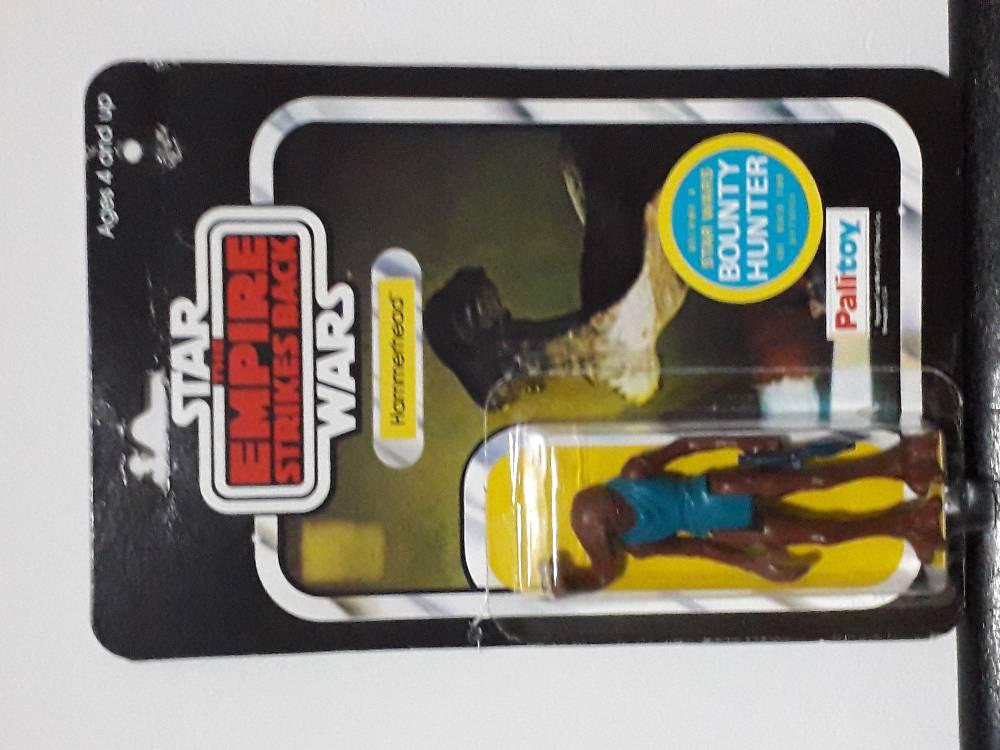 Ages 4 and up
STAR
THE
EMPIRE
STRIKES BACK
WARS
Hammerhead
STAR WARS
BOUNTY
HUNTER
Palitoy